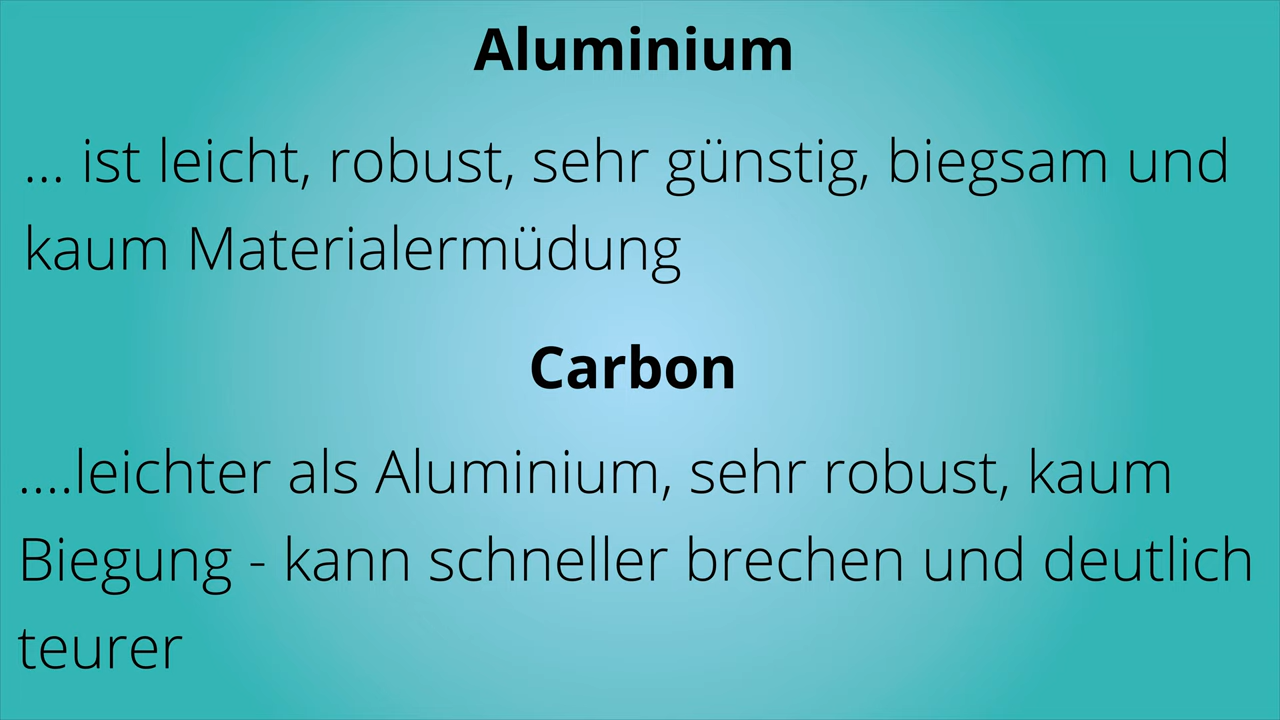 Aluminium
... ist leicht, robust, sehr günstig, biegsam und
kaum Materialermüdung
Carbon
....leichter als Aluminium, sehr robust, kaum
Biegung - kann schneller brechen und deutlich
teurer